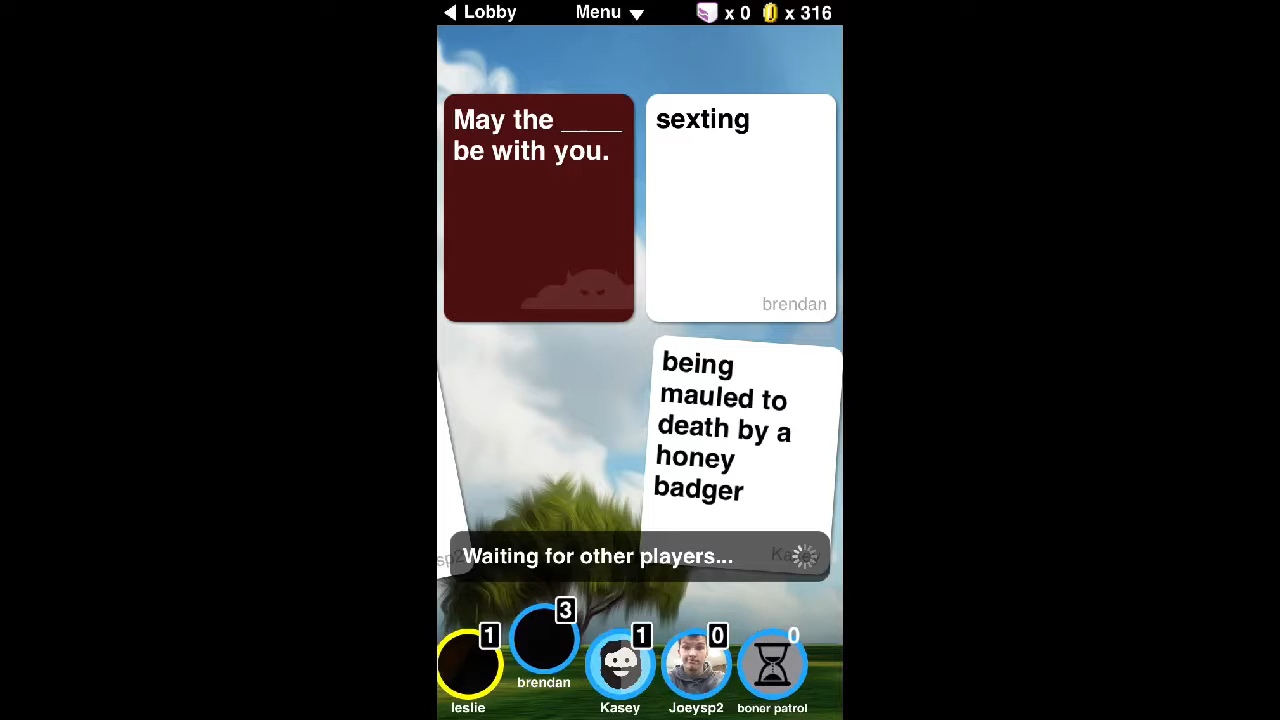 Lobby
Menu
x 0
x 316
May the ____
be with you.
sexting
brendan
being
mauled to
death by a
honey
badger
Waiting for other players...
1
3
1
0
0
leslie
brendan
Kasey
Joeysp2
boner patrol